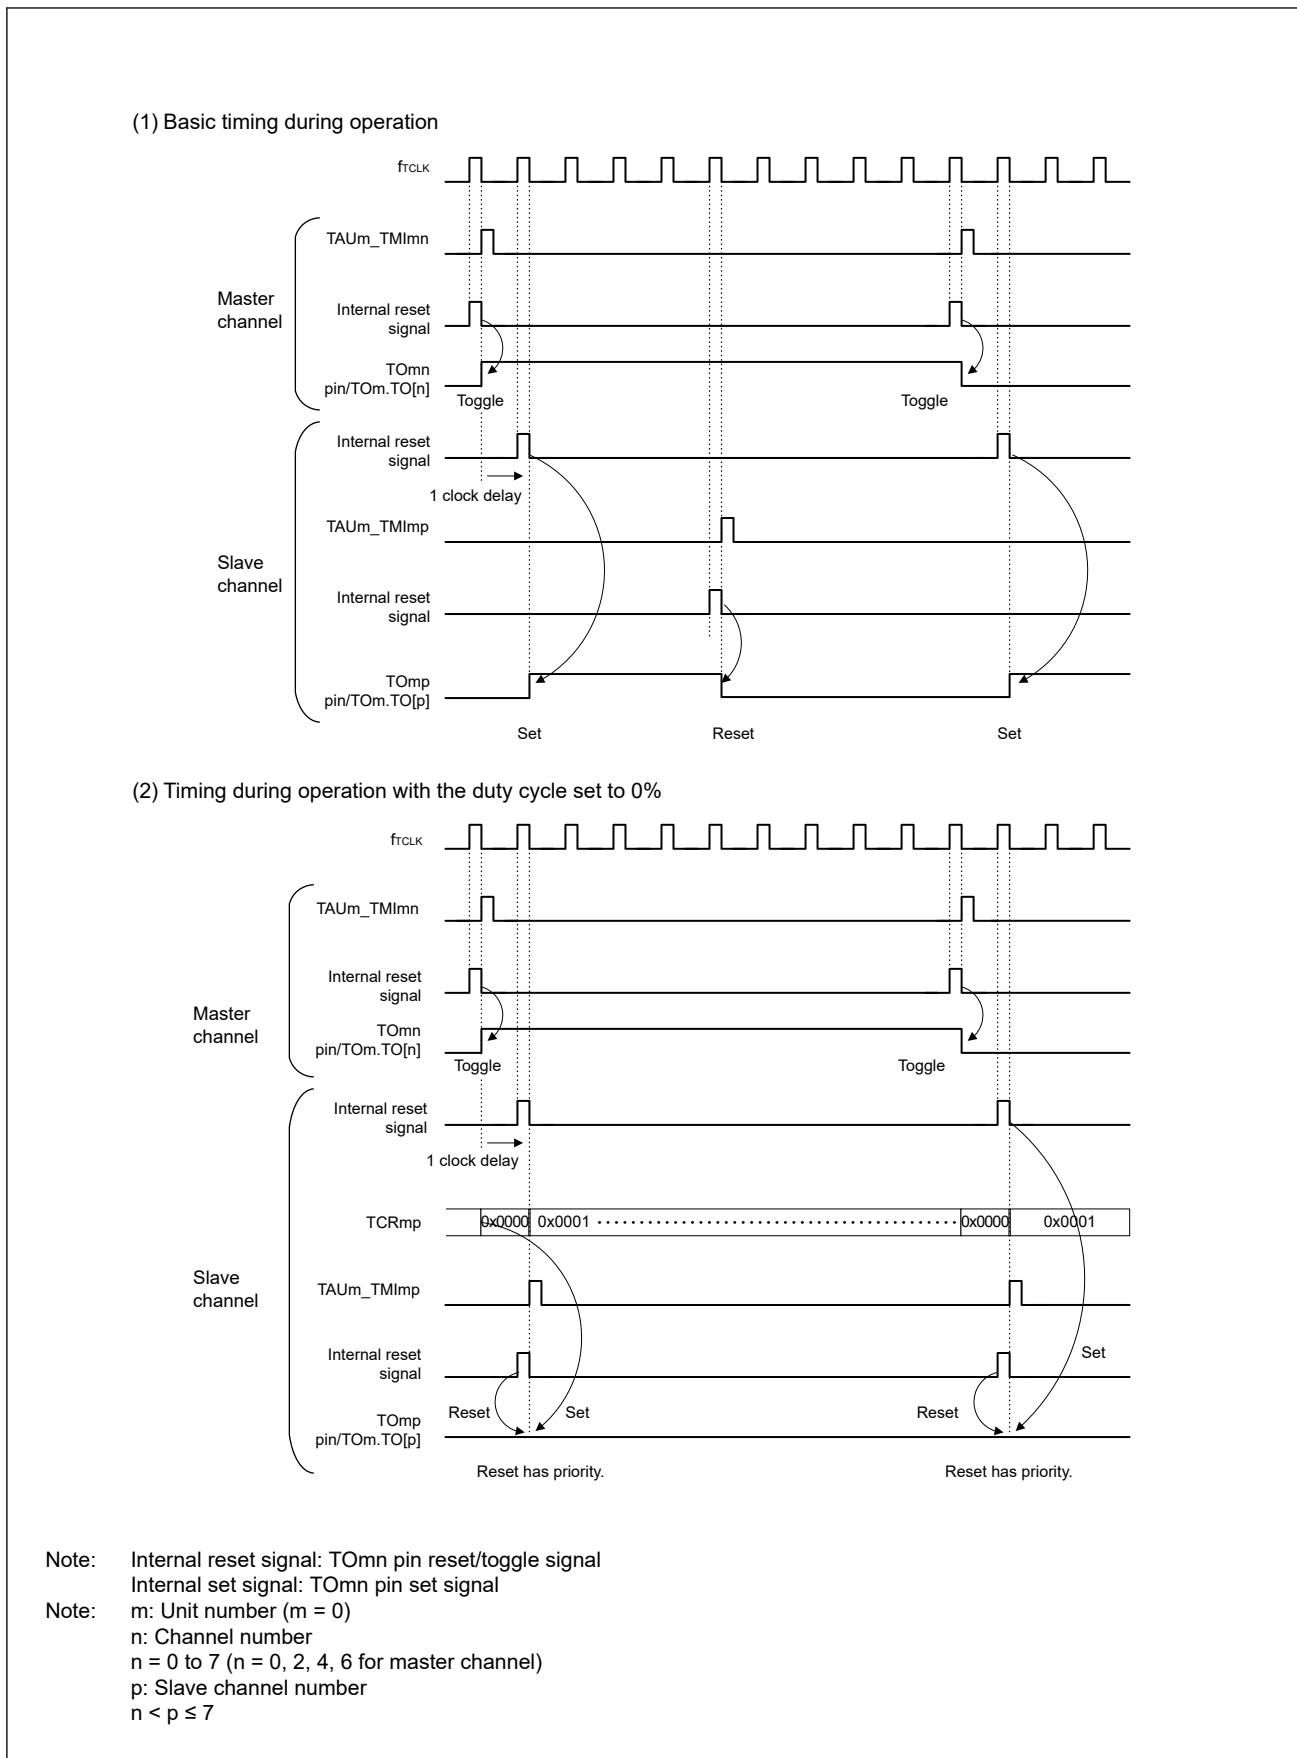 (1) Basic timing during operation
fTCLK
TAUm_TMImn
Master
channel
Internal reset
signal
TOmn
pin/TOm.TO[n]
Toggle
Toggle
Internal reset
signal
1 clock delay
TAUm_TMImp
Slave
channel
Internal reset
signal
TOmp
pin/TOm.TO[p]
Set
Reset
Set
(2) Timing during operation with the duty cycle set to 0%
fTCLK
TAUm_TMImn
Internal reset
signal
Master
channel
TOmn
pin/TOm.TO[n]
Toggle
Toggle
Internal reset
signal
1 clock delay
TCRmp
0x0000
0x0001
0x0000
0x0001
Slave
channel
TAUm_TMImp
Internal reset
signal
Set
Reset
Set
Reset
TOmp
pin/TOm.TO[p]
Reset has priority.
Reset has priority.
Note: Internal reset signal: TOmn pin reset/toggle signal
Internal set signal: TOmn pin set signal
Note: m: Unit number (m = 0)
n: Channel number
n = 0 to 7 (n = 0, 2, 4, 6 for master channel)
p: Slave channel number
n < p ≤ 7